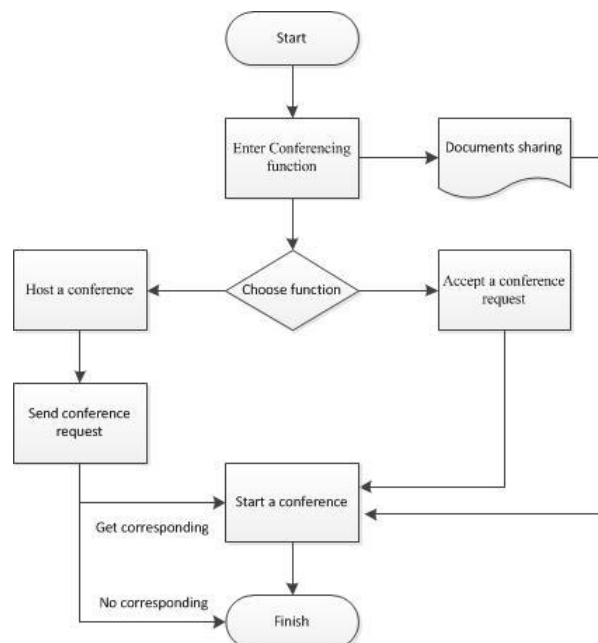 Start
Enter Conferencing
function
Documents sharing
Host a conference
Choose function
Accept a conference
request
Send conference
request
Start a conference
Get corresponding
No corresponding
Finish